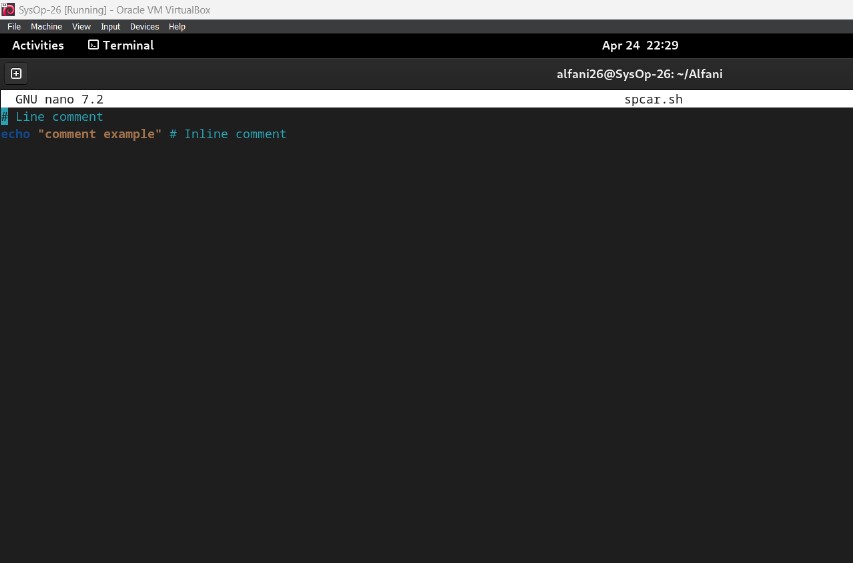 SysOp-26 [Running] - Oracle VM VirtualBox
File Machine View Input Devices Help
Activities Terminal Apr 24 22:29
alfani26@SysOp-26: ~/Alfani
GNU nano 7.2 spcar.sh
# Line comment
echo "comment example" # Inline comment